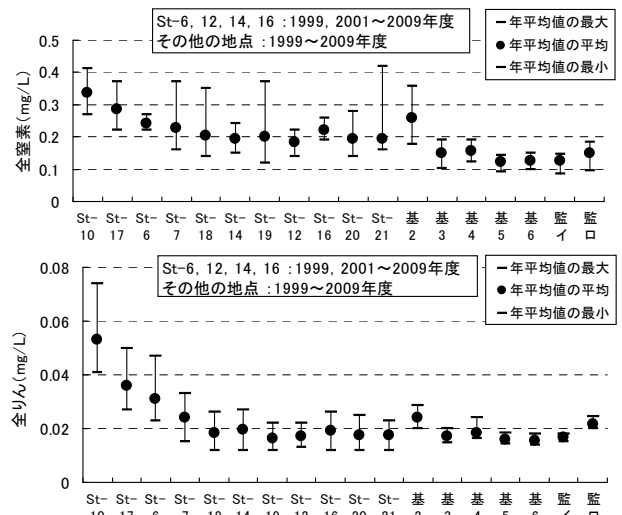 St-6, 12, 14, 16 :1999, 2001～2009年度
その他の地点 :1999～2009年度
年平均値の最大
年平均値の平均
年平均値の最小
全窒素(mg/L)
0.5
0.4
0.3
0.2
0.1
0
St-10 St-17 St-6 St-7 St-18 St-14 St-19 St-12 St-16 St-20 St-21 基2 基3 基4 基5 基6 監イ 監ロ
St-6, 12, 14, 16 :1999, 2001～2009年度
その他の地点 :1999～2009年度
年平均値の最大
年平均値の平均
年平均値の最小
全りん(mg/L)
0.08
0.06
0.04
0.02
0
St-10 St-17 St-6 St-7 St-18 St-14 St-19 St-12 St-16 St-20 St-21 基2 基3 基4 基5 基6 監イ 監ロ